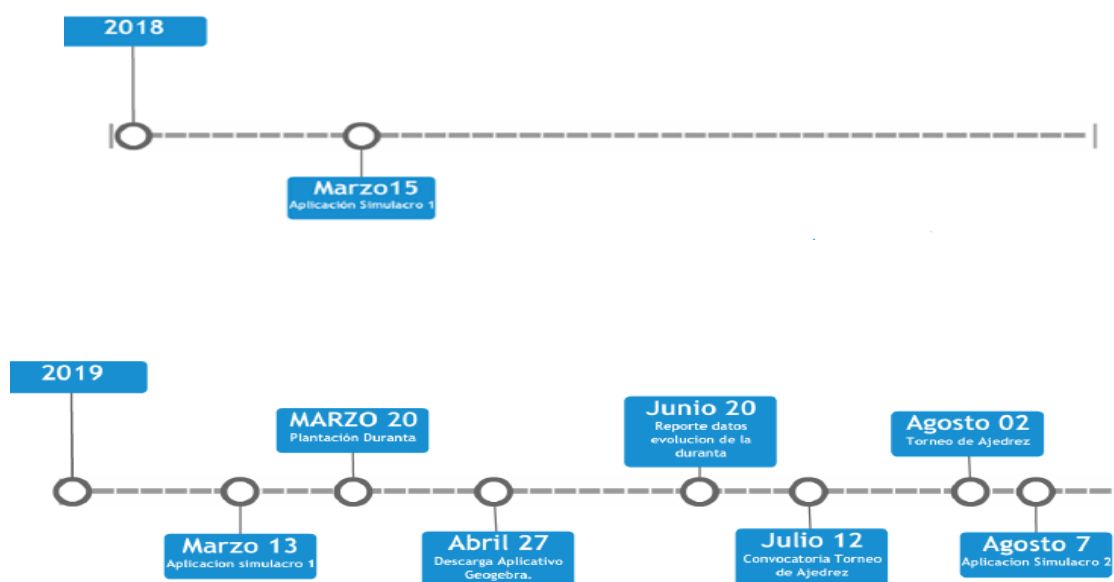 2018
Marzo15
Aplicación Simulacro 1
2019
MARZO 20
Plantación Duranta
Junio 20
Reporte datos
evolucion de la
duranta
Agosto 02
Torneo de Ajedrez
Marzo 13
Aplicacion simulacro 1
Abril 27
Descarga Aplicativo
Geogebra.
Julio 12
Convocatoria Torneo
de Ajedrez
Agosto 7
Aplicacion Simulacro 2